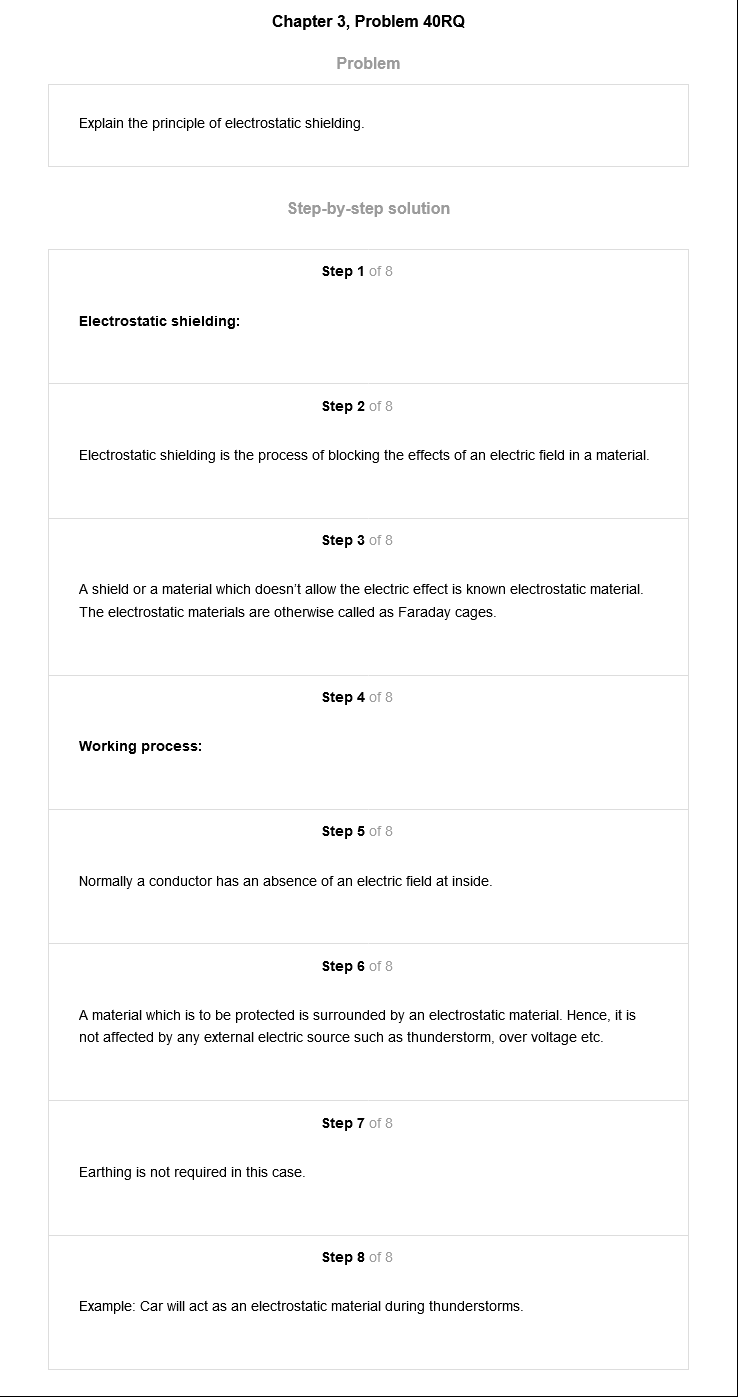 Chapter 3, Problem 40RQ
Problem
Explain the principle of electrostatic shielding.
Step-by-step solution
Step 1 of 8
Electrostatic shielding:
Step 2 of 8
Electrostatic shielding is the process of blocking the effects of an electric field in a material.
Step 3 of 8
A shield or a material which doesn’t allow the electric effect is known electrostatic material.
The electrostatic materials are otherwise called as Faraday cages.
Step 4 of 8
Working process:
Step 5 of 8
Normally a conductor has an absence of an electric field at inside.
Step 6 of 8
A material which is to be protected is surrounded by an electrostatic material. Hence, it is
not affected by any external electric source such as thunderstorm, over voltage etc.
Step 7 of 8
Earthing is not required in this case.
Step 8 of 8
Example: Car will act as an electrostatic material during thunderstorms.